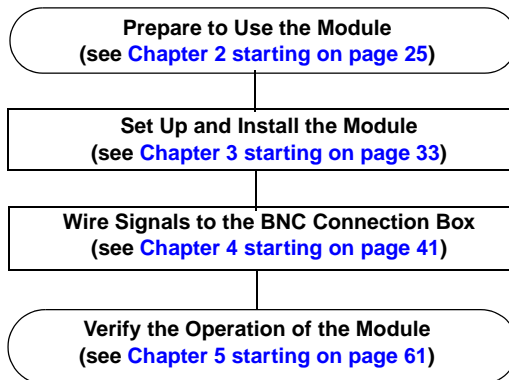 Prepare to Use the Module
(see Chapter 2 starting on page 25)
Set Up and Install the Module
(see Chapter 3 starting on page 33)
Wire Signals to the BNC Connection Box
(see Chapter 4 starting on page 41)
Verify the Operation of the Module
(see Chapter 5 starting on page 61)